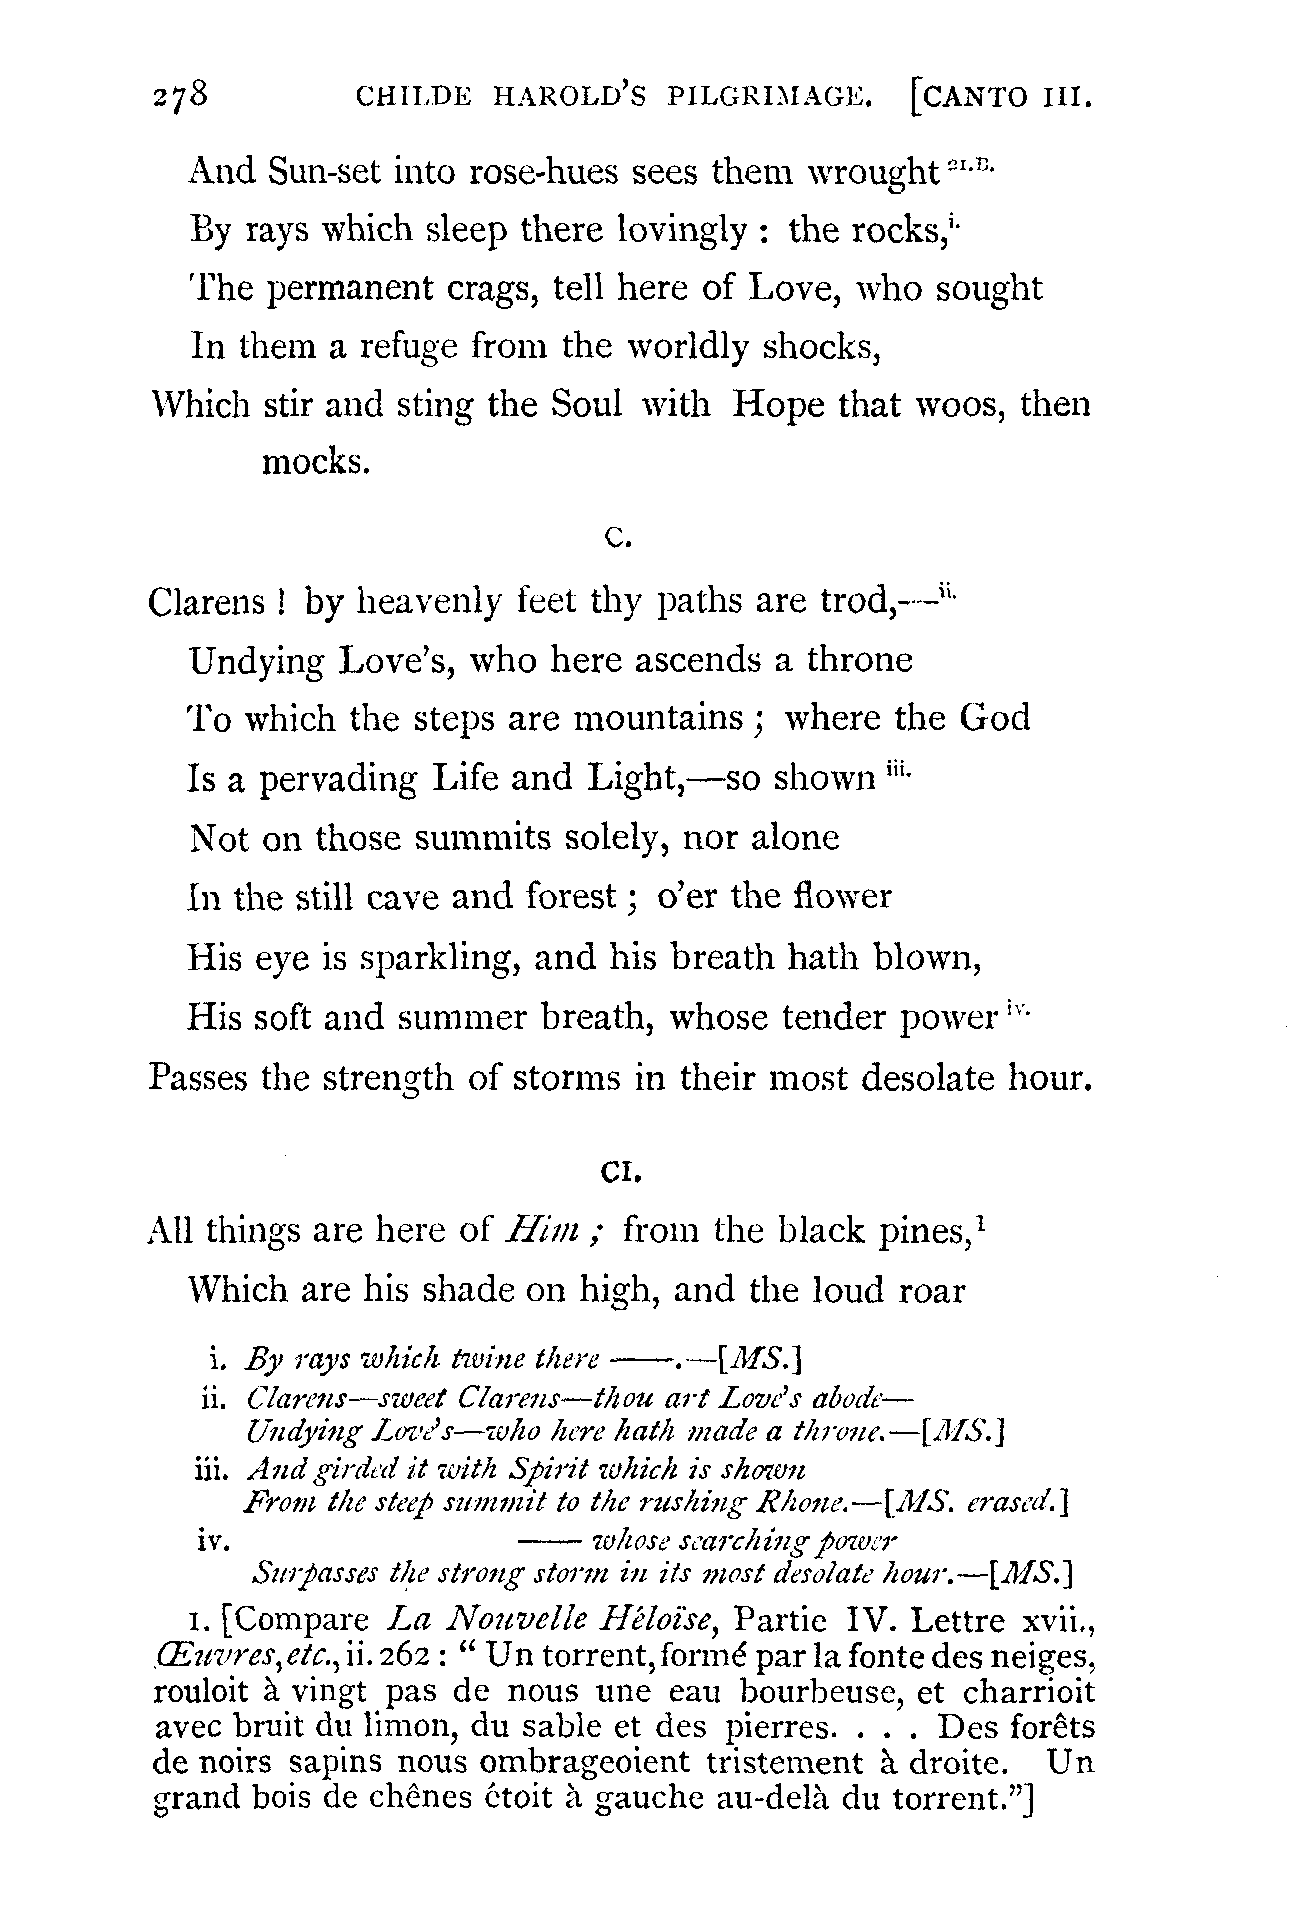 278 CHILDE HAROLD'S PILGRIMAGE. [CANTO III.
And Sun-set into rose-hues sees them wrought 21.B.
By rays which sleep there lovingly : the rocks,i.
The permanent crags, tell here of Love, who sought
In them a refuge from the worldly shocks,
Which stir and sting the Soul with Hope that woos, then
mocks.
C.
Clarens ! by heavenly feet thy paths are trod,—ii.
Undying Love's, who here ascends a throne
To which the steps are mountains ; where the God
Is a pervading Life and Light,—so shown iii.
Not on those summits solely, nor alone
In the still cave and forest ; o'er the flower
His eye is sparkling, and his breath hath blown,
His soft and summer breath, whose tender power iv.
Passes the strength of storms in their most desolate hour.
CI.
All things are here of Him ; from the black pines,1
Which are his shade on high, and the loud roar
i. By rays which twine there ——.—[MS.]
ii. Clarens—sweet Clarens—thou art Love's abode—
Undying Love's—who here hath made a throne.—[MS.]
iii. And girded it with Spirit which is shown
From the steep summit to the rushing Rhone.—[MS. erased.]
iv. —— whose searching power
Surpasses the strong storm in its most desolate hour.—[MS.]
1. [Compare La Nouvelle Héloïse, Partie IV. Lettre xvii.,
Œuvres, etc., ii. 262 : “ Un torrent, formé par la fonte des neiges,
rouloit à vingt pas de nous une eau bourbeuse, et charrioit
avec bruit du limon, du sable et des pierres. . . . Des forêts
de noirs sapins nous ombrageoient tristement à droite. Un
grand bois de chênes étoit à gauche au-delà du torrent.”]